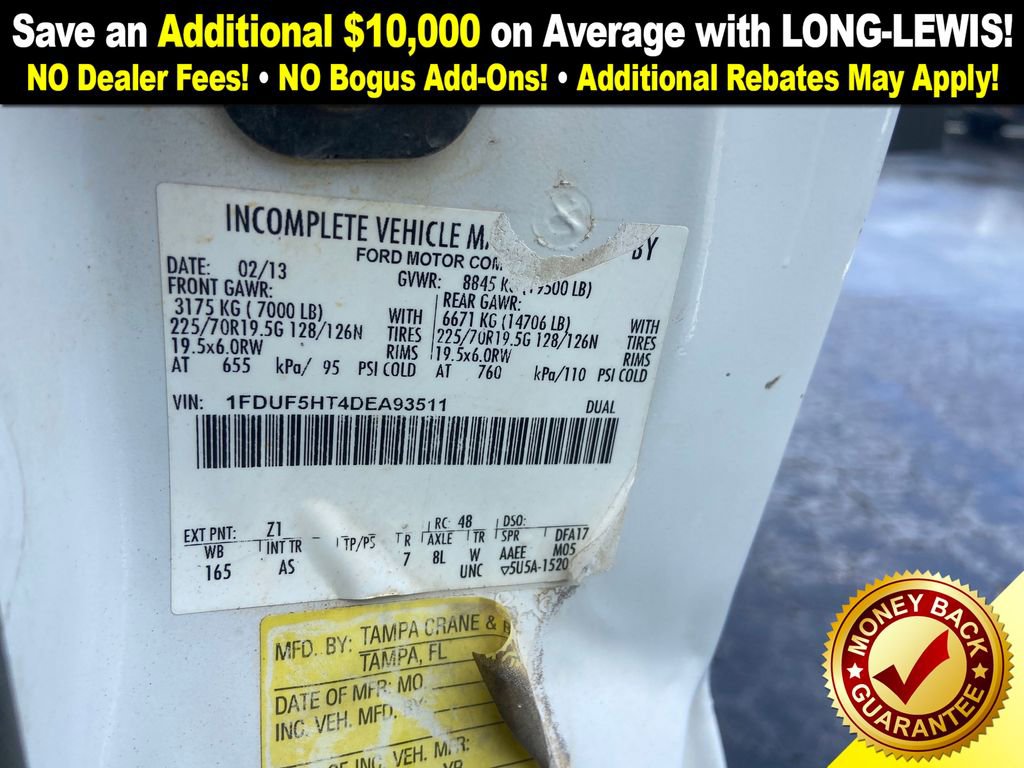 Save an Additional $10,000 on Average with LONG-LEWIS!
NO Dealer Fees! • NO Bogus Add-Ons! • Additional Rebates May Apply!
INCOMPLETE VEHICLE BY
FORD MOTOR
DATE: 02/13
GVWR: 8845
FRONT GAWR:
3175 KG ( 7000 LB) WITH
225/70R19.5G 128/126N TIRES
19.5x6.0RW RIMS
AT 655 kPa/ 95 PSI COLD
REAR GAWR:
6671 KG (14706 LB) WITH
225/70R19.5G 128/126N TIRES
19.5x6.0RW RIMS
AT 760 kPa/110 PSI COLD
VIN: 1FDUF5HT4DEA93511 DUAL
EXT PNT: Z1 RC: 48 DSO:
WB INT TR TP/PS R AXLE TR SPR DFA17
165 AS 7 8L W AAEE M05
UNC ▽5U5A-1520
MFD. BY: TAMPA CRANE &
TAMPA, FL
DATE OF MFR: MO.
INC. VEH. MFD. BY:
OF INC. VEH. MFR:
YR.
MONEY BACK
GUARANTEE